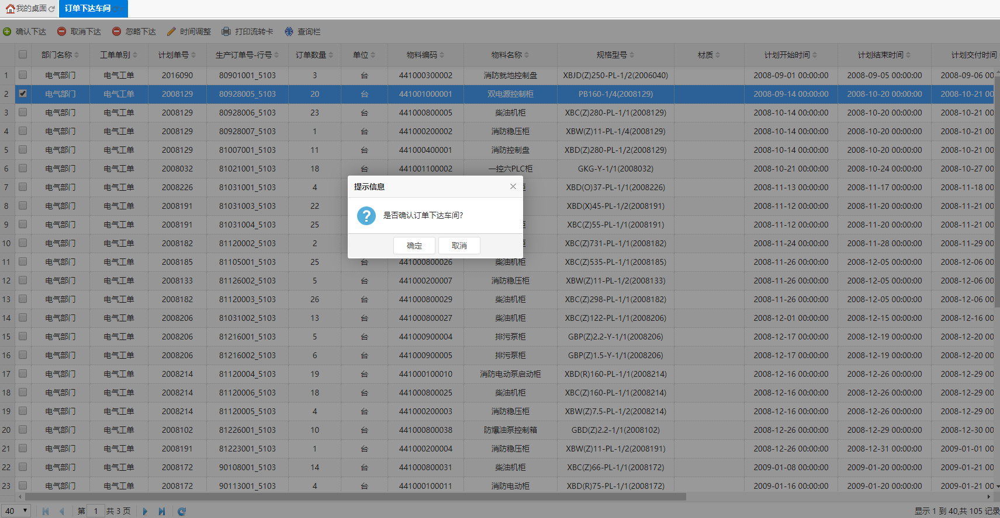 我的桌面 订单下达车间
确认下达 取消下达 忽略下达 时间调整 打印流转卡 查询栏
部门名称 工单单别 计划单号 生产订单号-行号 订单数量 单位 物料编码 物料名称 规格型号 材质 计划开始时间 计划结束时间 计划交付时间
1 电气部门 电气工单 2016090 80901001_5103 3 台 441000300002 消防就地控制盘 XBJD(Z)250-PL-1/2(2006040) 2008-09-01 00:00:00 2008-09-05 00:00:00 2008-09-06 00
2 电气部门 电气工单 2008129 80928005_5103 20 台 441001000001 双电源控制柜 PB160-1/4(2008129) 2008-09-14 00:00:00 2008-10-20 00:00:00 2008-10-21 00
3 电气部门 电气工单 2008129 80928006_5103 23 台 441000800005 柴油机柜 XBC(Z)280-PL-1/1(2008129) 2008-10-14 00:00:00 2008-10-20 00:00:00 2008-10-21 00
4 电气部门 电气工单 2008129 80928007_5103 1 台 441000200002 消防稳压柜 XBW(Z)11-PL-1/4(2008129) 2008-10-14 00:00:00 2008-10-20 00:00:00 2008-10-21 00
5 电气部门 电气工单 2008129 81007001_5103 11 台 441000400001 消防控制盘 XBD(Z)280-PL-1/2(2008129) 2008-10-14 00:00:00 2008-10-20 00:00:00 2008-10-21 00
6 电气部门 电气工单 2008032 81021001_5103 18 台 441001100002 一控六PLC柜 GKG-Y-1/1(2008032) 2008-10-21 00:00:00 2008-10-24 00:00:00 2008-10-27 00
7 电气部门 电气工单 2008226 81031001_5103 4 XBD(O)37-PL-1/1(2008226) 2008-11-13 00:00:00 2008-11-17 00:00:00 2008-11-18 00
8 电气部门 电气工单 2008191 81031003_5103 22 XBD(X)45-PL-1/2(2008191) 2008-11-12 00:00:00 2008-11-20 00:00:00 2008-11-21 00
9 电气部门 电气工单 2008191 81031004_5103 25 XBC(Z)55-PL-1/1(2008191) 2008-11-12 00:00:00 2008-11-20 00:00:00 2008-11-21 00
10 电气部门 电气工单 2008182 81120002_5103 2 XBC(Z)731-PL-1/1(2008182) 2008-11-24 00:00:00 2008-11-28 00:00:00 2008-11-29 00
提示信息
是否确认订单下达车间?
确定 取消
11 电气部门 电气工单 2008185 81105001_5103 25 台 441000800026 柴油机柜 XBC(Z)535-PL-1/1(2008185) 2008-11-26 00:00:00 2008-12-05 00:00:00 2008-12-06 00
12 电气部门 电气工单 2008133 81126002_5103 5 台 441000200007 消防稳压柜 XBW(Z)11-PL-1/2(2008133) 2008-11-26 00:00:00 2008-12-05 00:00:00 2008-12-06 00
13 电气部门 电气工单 2008182 81120003_5103 26 台 441000800029 柴油机柜 XBC(Z)298-PL-1/1(2008182) 2008-11-26 00:00:00 2008-12-05 00:00:00 2008-12-06 00
14 电气部门 电气工单 2008206 81031002_5103 13 台 441000800027 柴油机柜 XBC(Z)122-PL-1/1(2008206) 2008-12-01 00:00:00 2008-12-15 00:00:00 2008-12-16 00
15 电气部门 电气工单 2008206 81216001_5103 5 台 441000900004 排污泵柜 GBP(Z)2.2-Y-1/1(2008206) 2008-12-17 00:00:00 2008-12-19 00:00:00 2008-12-20 00
16 电气部门 电气工单 2008206 81216002_5103 6 台 441000900005 排污泵柜 GBP(Z)1.5-Y-1/1(2008206) 2008-12-17 00:00:00 2008-12-19 00:00:00 2008-12-20 00
17 电气部门 电气工单 2008214 81120004_5103 19 台 441000100010 消防电动泵启动柜 XBD(R)160-PL-1/1(2008214) 2008-12-16 00:00:00 2008-12-26 00:00:00 2008-12-29 00
18 电气部门 电气工单 2008214 81120006_5103 18 台 441000800025 柴油机柜 XBC(Z)160-PL-1/1(2008214) 2008-12-16 00:00:00 2008-12-26 00:00:00 2008-12-29 00
19 电气部门 电气工单 2008214 81120005_5103 4 台 441000200003 消防稳压柜 XBW(Z)7.5-PL-1/2(2008214) 2008-12-16 00:00:00 2008-12-26 00:00:00 2008-12-29 00
20 电气部门 电气工单 2008102 81226001_5103 10 台 441000800038 防爆油泵控制箱 GBD(Z)2.2-1/1(2008102) 2008-12-26 00:00:00 2008-12-29 00:00:00 2008-12-30 00
21 电气部门 电气工单 2008191 81223001_5103 1 台 441000200004 消防稳压柜 XBW(Z)11-PL-1/2(2008191) 2008-12-26 00:00:00 2008-12-31 00:00:00 2009-01-01 00
22 电气部门 电气工单 2008172 90108001_5103 14 台 441000800031 柴油机柜 XBC(Z)66-PL-1/1(2008172) 2009-01-08 00:00:00 2009-01-20 00:00:00 2009-01-21 00
23 电气部门 电气工单 2008172 90113001_5103 4 台 441000100011 消防电动柜 XBD(R)75-PL-1/1(2008172) 2009-01-16 00:00:00 2009-01-20 00:00:00 2009-01-21 00
40 第 1 共 3 页 显示 1 到 40,共 105 记录